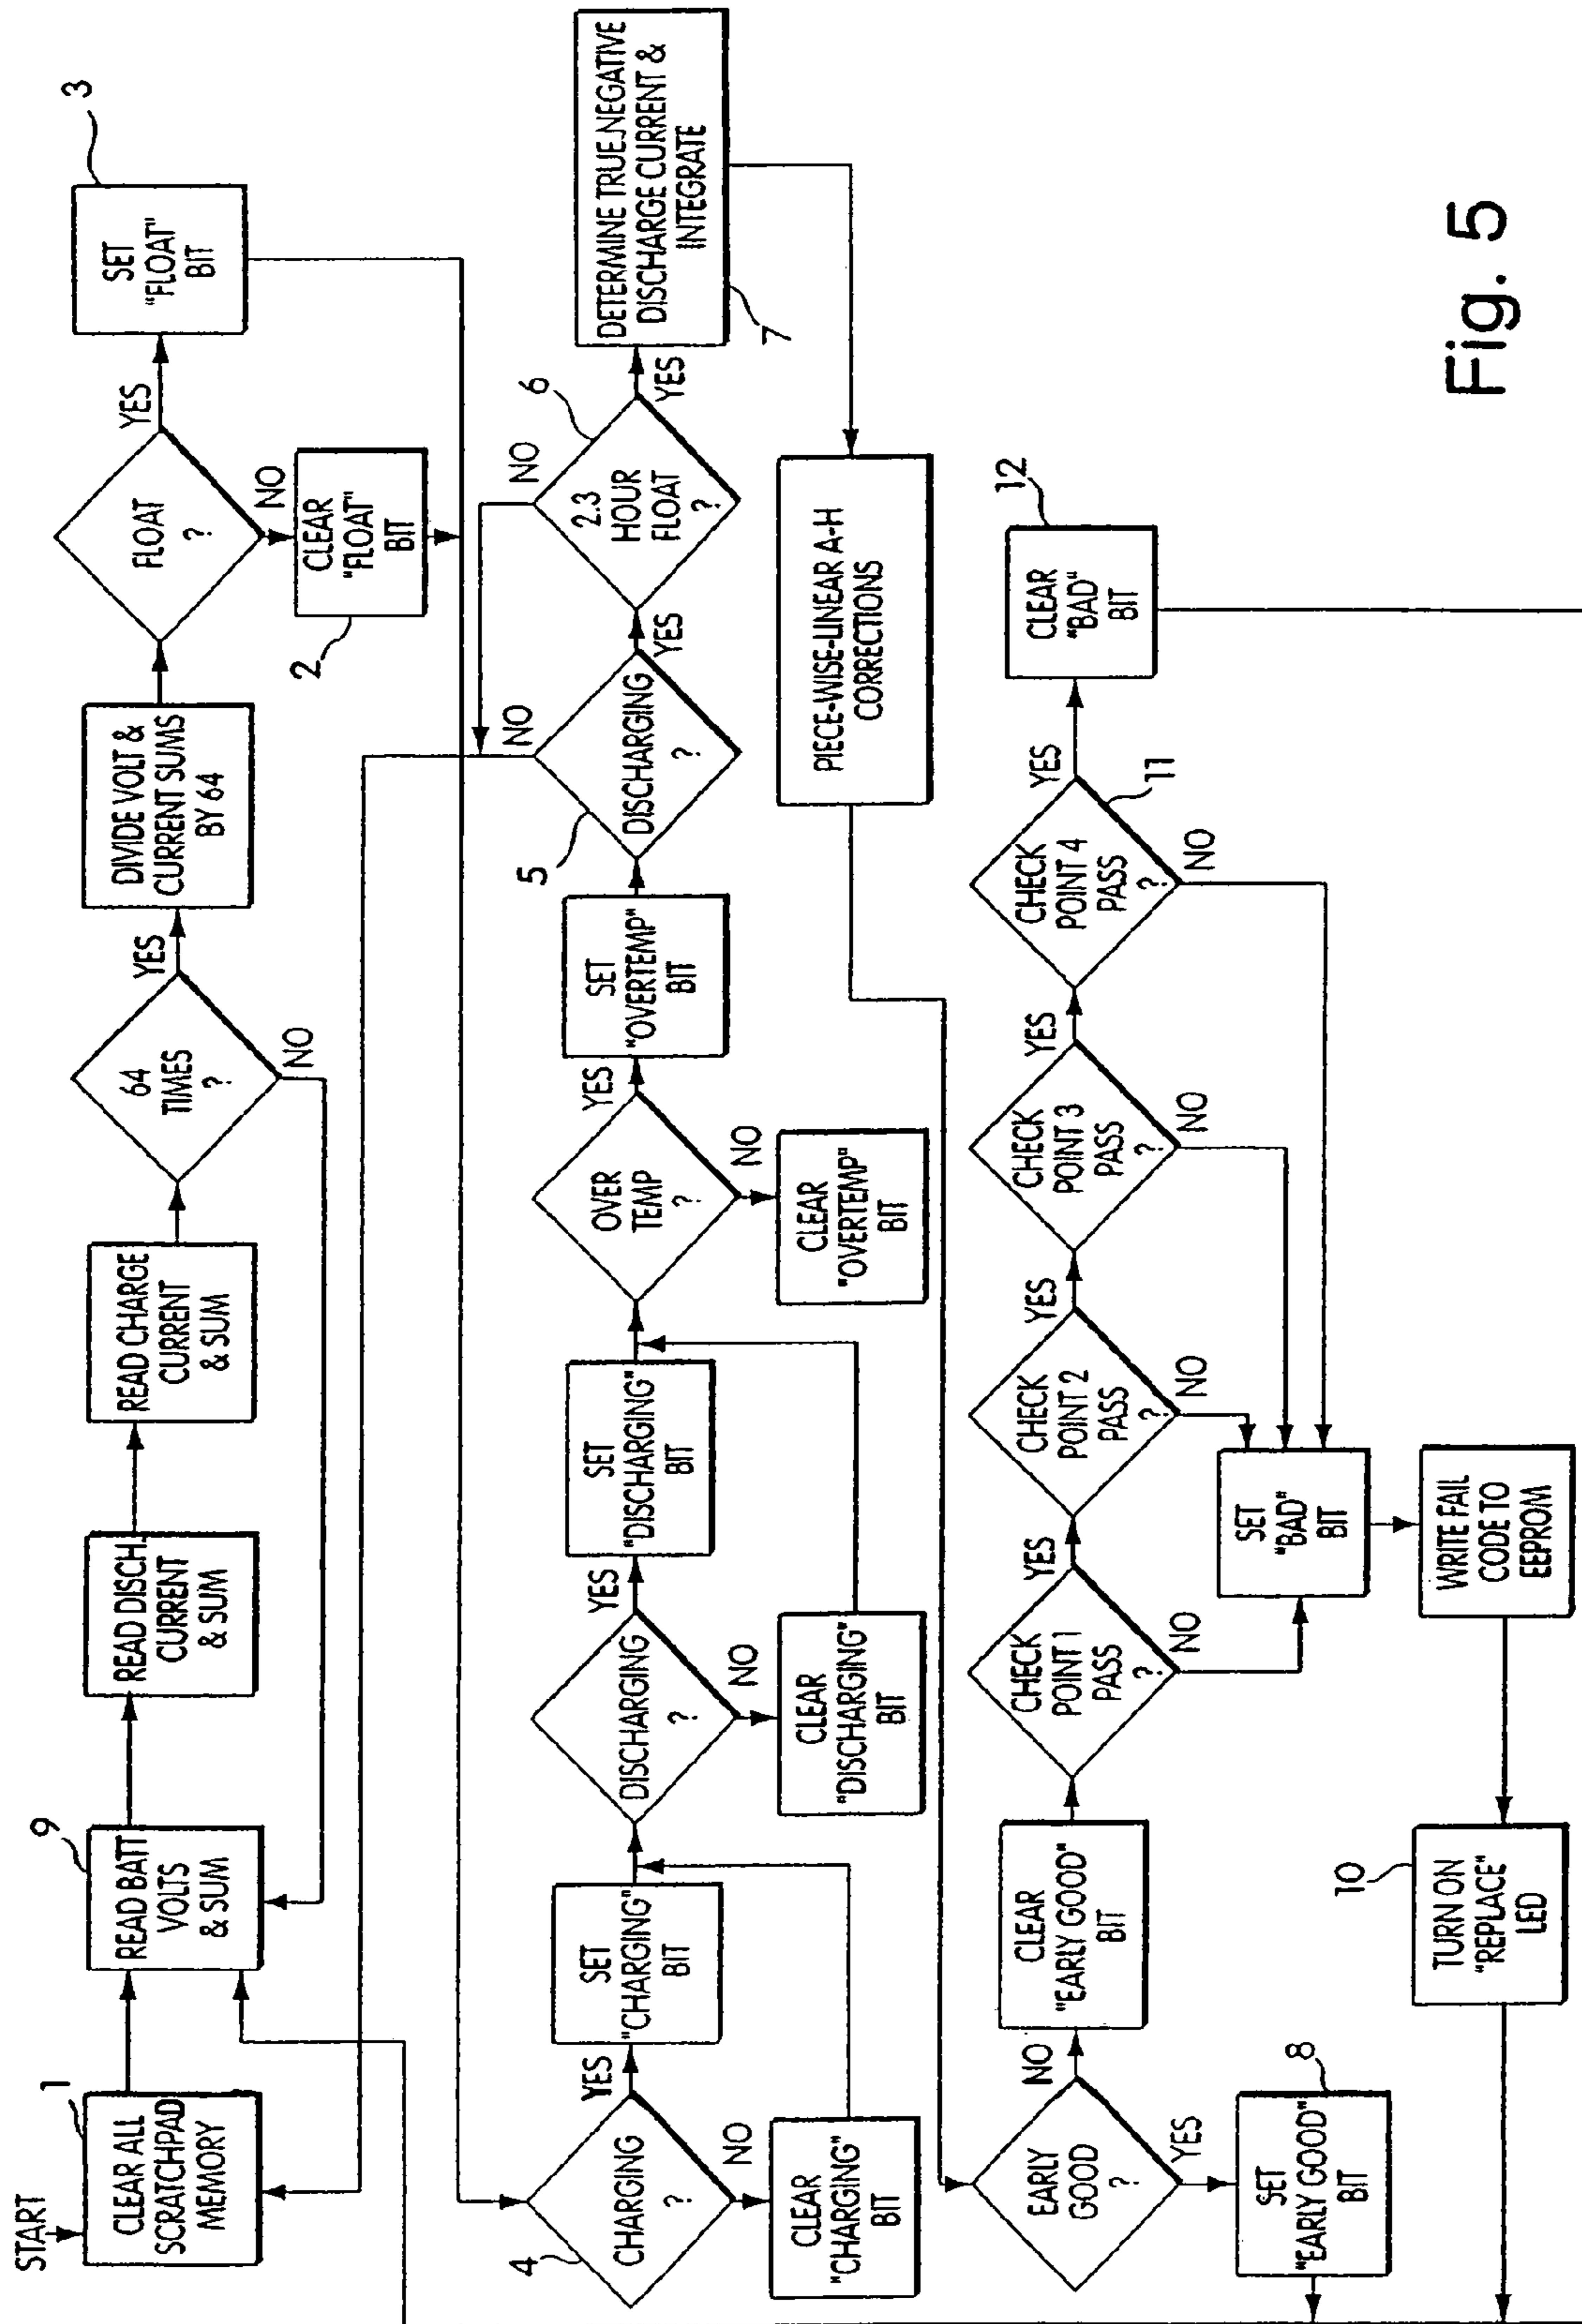 START
1
CLEAR ALL
SCRATCHPAD
MEMORY
9
READ BATT
VOLTS
& SUM
READ DISCH.
CURRENT
& SUM
READ CHARGE
CURRENT
& SUM
64
TIMES
?
YES
NO
DIVIDE VOLT &
CURRENT SUMS
BY 64
FLOAT
?
YES
NO
3
SET
"FLOAT"
BIT
2
CLEAR
"FLOAT"
BIT
4
CHARGING
?
YES
NO
SET
"CHARGING"
BIT
CLEAR
"CHARGING"
BIT
DISCHARGING
?
YES
NO
SET
"DISCHARGING"
BIT
CLEAR
"DISCHARGING"
BIT
OVER
TEMP
?
YES
NO
SET
"OVERTEMP"
BIT
CLEAR
"OVERTEMP"
BIT
5
DISCHARGING
?
NO
YES
6
2.3
HOUR
FLOAT
?
NO
YES
DETERMINE TRUE.NEGATIVE
DISCHARGE CURRENT &
INTEGRATE
7
PIECE-WISE-LINEAR A-H
CORRECTIONS
EARLY
GOOD
?
NO
YES
8
SET
"EARLY GOOD"
BIT
CLEAR
"EARLY GOOD"
BIT
CHECK
POINT 1
PASS
?
YES
NO
CHECK
POINT 2
PASS
?
YES
NO
CHECK
POINT 3
PASS
?
YES
NO
CHECK
POINT 4
PASS
?
YES
NO
11
12
CLEAR
"BAD"
BIT
SET
"BAD"
BIT
WRITE FAIL
CODE TO
EEPROM
10
TURN ON
"REPLACE"
LED
Fig. 5